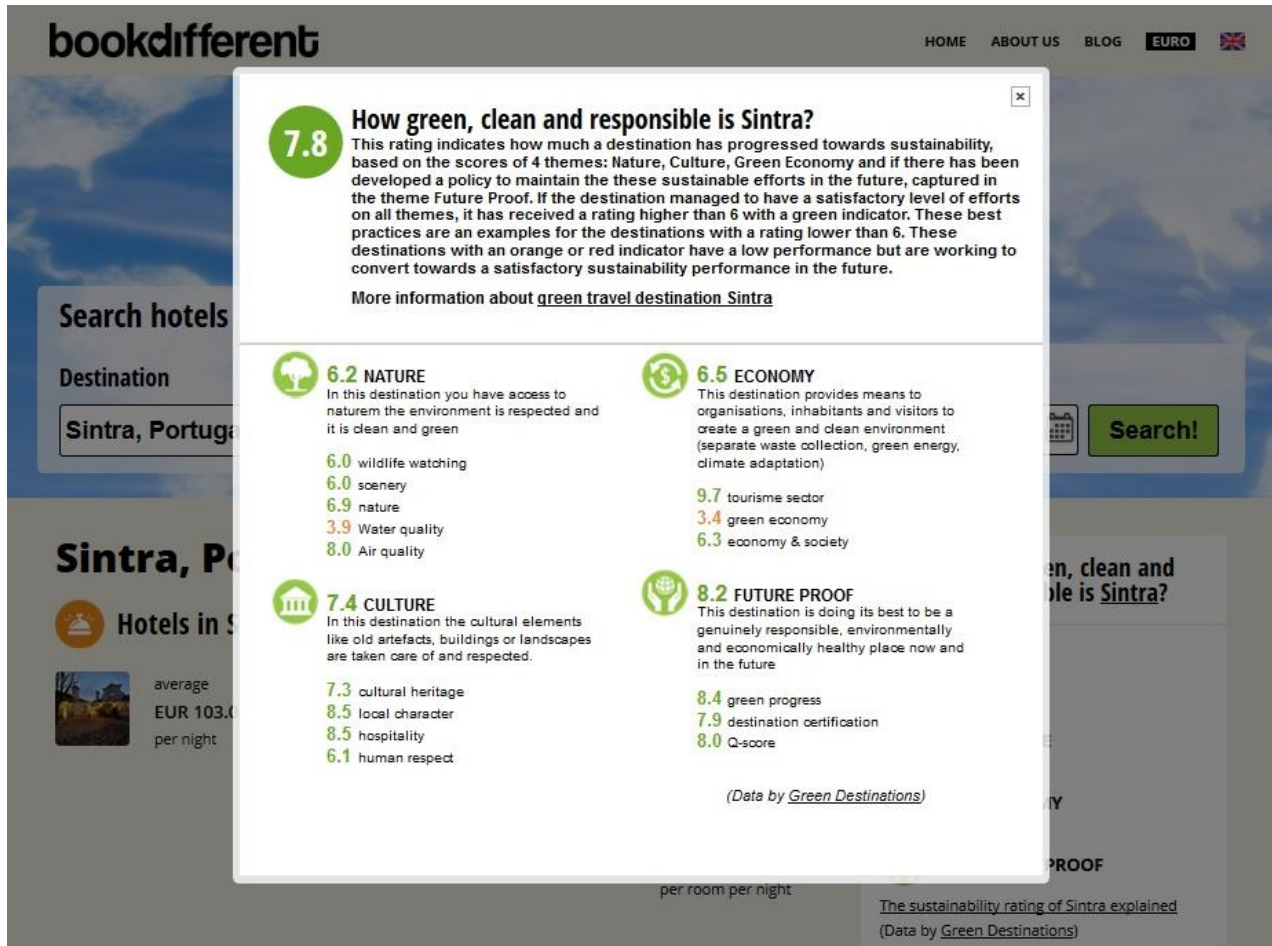 bookdifferent
HOME ABOUT US BLOG EURO
7.8
How green, clean and responsible is Sintra?
This rating indicates how much a destination has progressed towards sustainability,
based on the scores of 4 themes: Nature, Culture, Green Economy and if there has been
developed a policy to maintain the these sustainable efforts in the future, captured in
the theme Future Proof. If the destination managed to have a satisfactory level of efforts
on all themes, it has received a rating higher than 6 with a green indicator. These best
practices are an examples for the destinations with a rating lower than 6. These
destinations with an orange or red indicator have a low performance but are working to
convert towards a satisfactory sustainability performance in the future.
More information about green travel destination Sintra
Search hotels
Destination
Sintra, Portuga
Search!
6.2 NATURE
In this destination you have access to
naturem the environment is respected and
it is clean and green
6.0 wildlife watching
6.0 scenery
6.9 nature
3.9 Water quality
8.0 Air quality
6.5 ECONOMY
This destination provides means to
organisations, inhabitants and visitors to
create a green and clean environment
(separate waste collection, green energy,
climate adaptation)
9.7 tourisme sector
3.4 green economy
6.3 economy & society
7.4 CULTURE
In this destination the cultural elements
like old artefacts, buildings or landscapes
are taken care of and respected.
7.3 cultural heritage
8.5 local character
8.5 hospitality
6.1 human respect
8.2 FUTURE PROOF
This destination is doing its best to be a
genuinely responsible, environmentally
and economically healthy place now and
in the future
8.4 green progress
7.9 destination certification
8.0 Q-score
(Data by Green Destinations)
Sintra, P
Hotels in S
average
EUR 103.0
per night
per room per night
en, clean and
ble is Sintra?
MY
PROOF
The sustainability rating of Sintra explained
(Data by Green Destinations)